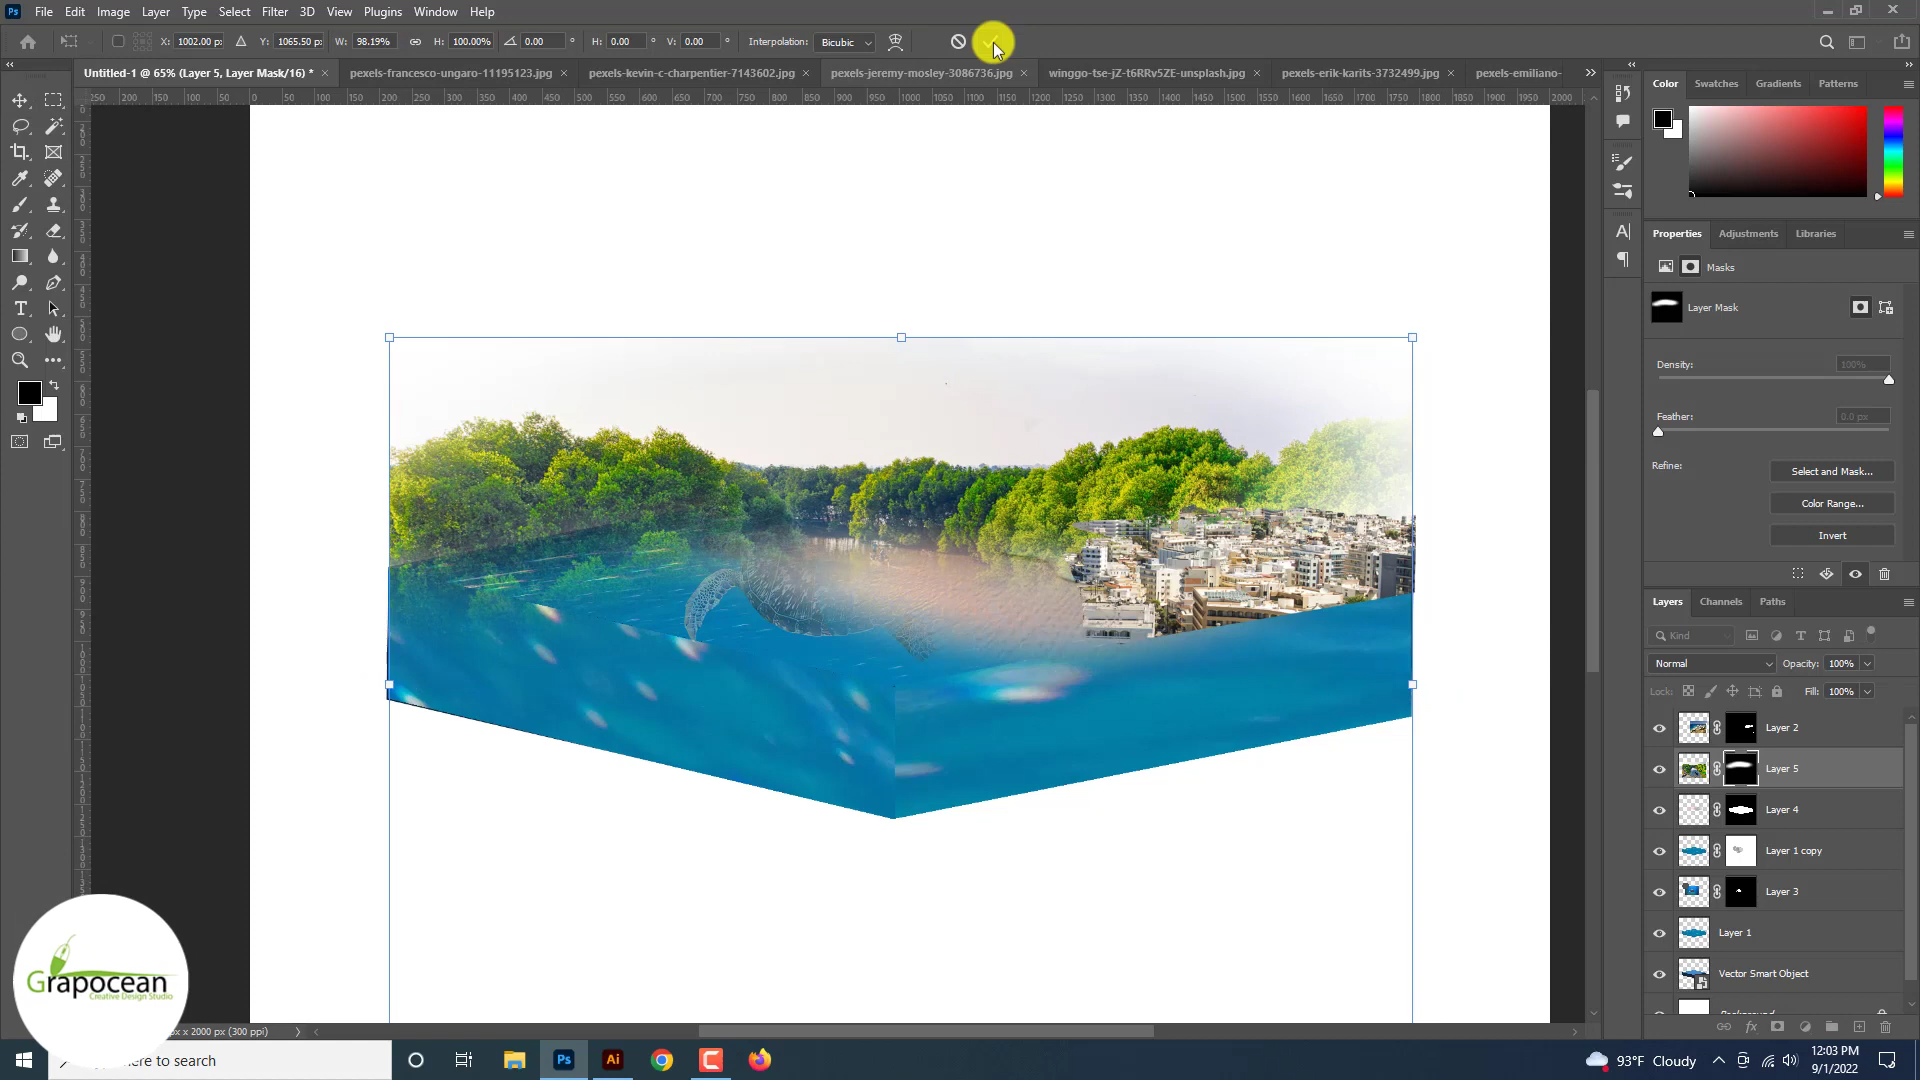 Ps File Edit Image Layer Type Select Filter 3D View Plugins Window Help
X: 1002.00 px Y: 1065.50 px W: 98.19% H: 100.00% 0.00 ° H: 0.00 ° V: 0.00 ° Interpolation: Bicubic
Untitled-1 @ 65% (Layer 5, Layer Mask/16) * × pexels-francesco-ungaro-11195123.jpg × pexels-kevin-c-charpentier-7143602.jpg × pexels-jeremy-mosley-3086736.jpg × winggo-tse-jZ-t6RRv5ZE-unsplash.jpg × pexels-erik-karits-3732499.jpg × pexels-emiliano- >>
250 200 150 100 50 0 50 100 150 200 250 300 350 400 450 500 550 600 650 700 750 800 850 900 950 1000 1050 1100 1150 1200 1250 1300 1350 1400 1450 1500 1550 1600 1650 1700 1750 1800 1850 1900 1950 2000
Color Swatches Gradients Patterns
Properties Adjustments Libraries
Masks
Layer Mask
Density: 100%
Feather: 0.0 px
Refine: Select and Mask...
Color Range...
Invert
Layers Channels Paths
Kind
Normal Opacity: 100%
Lock: Fill: 100%
Layer 2
Layer 5
Layer 4
Layer 1 copy
Layer 3
Layer 1
Vector Smart Object
Background
Grapocean
Creative Design Studio
px x 2000 px (300 ppi)
here to search
Ps Ai
93°F Cloudy
12:03 PM
9/1/2022